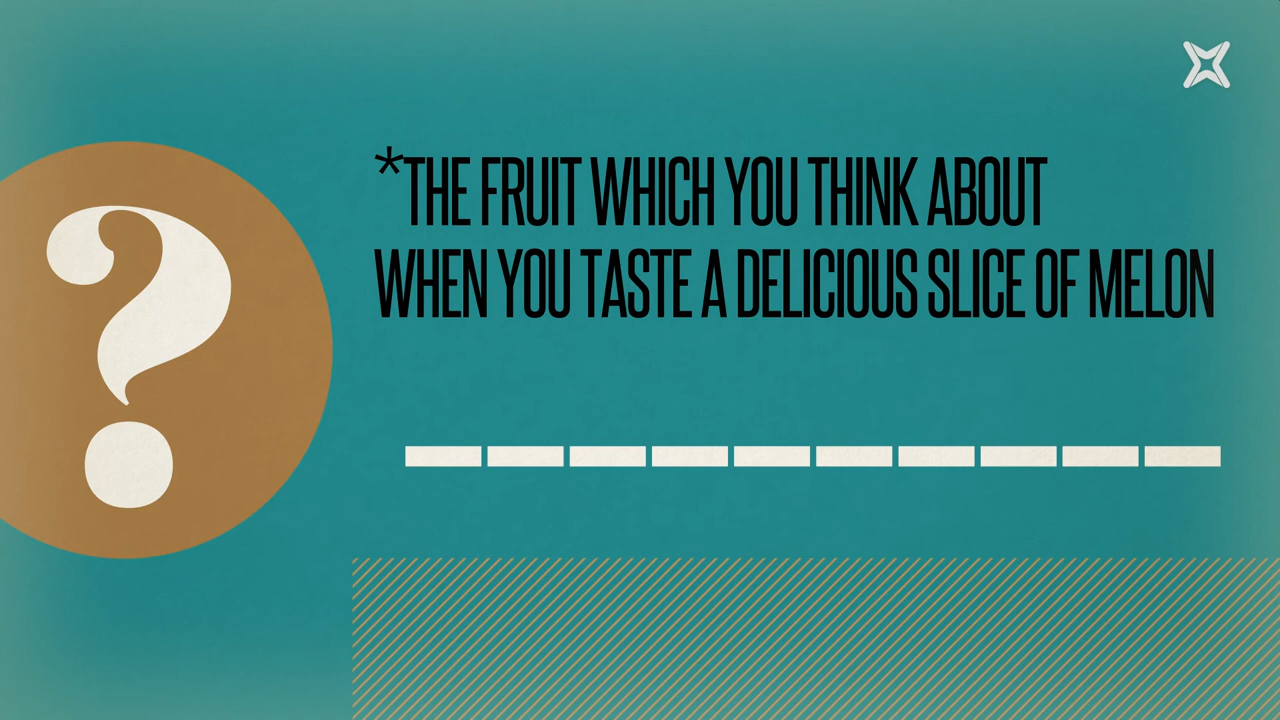 *THE FRUIT WHICH YOU THINK ABOUT
WHEN YOU TASTE A DELICIOUS SLICE OF MELON
?